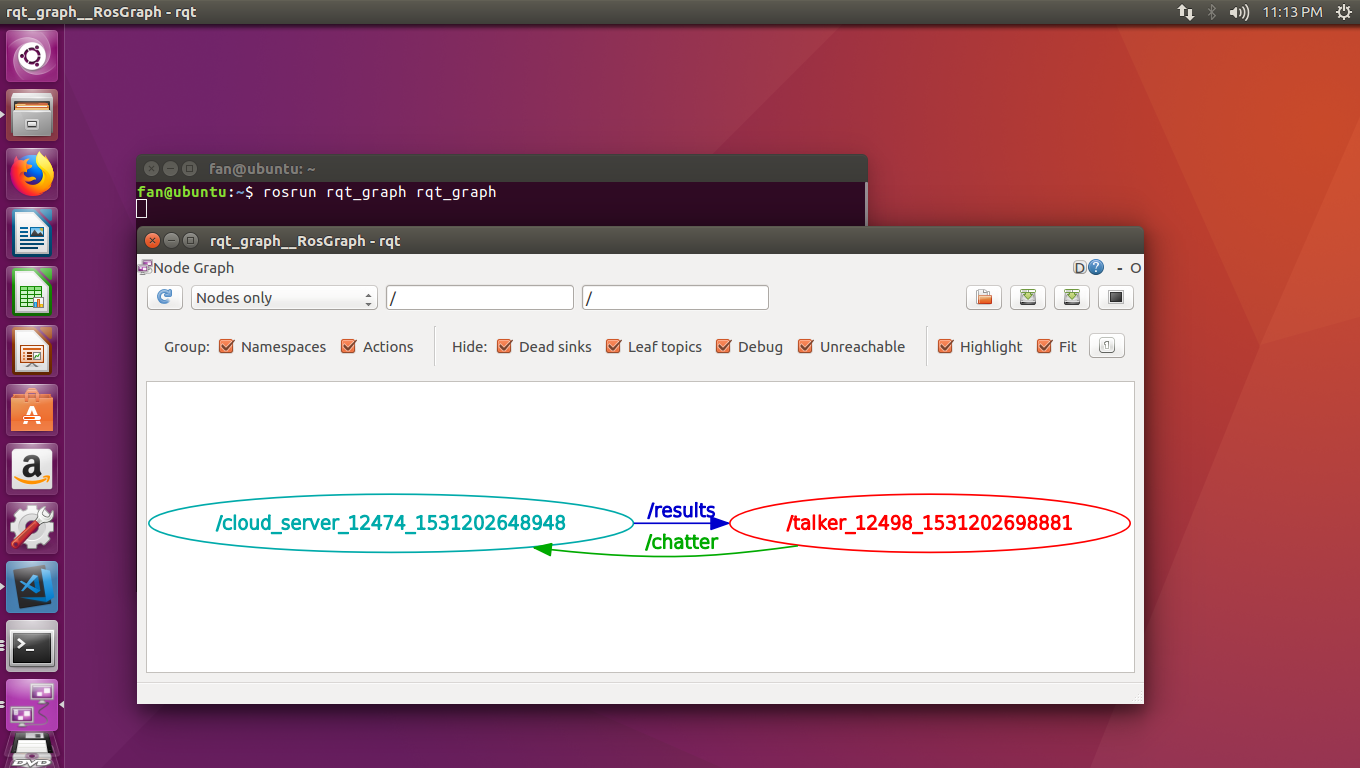 rqt_graph__RosGraph - rqt
11:13 PM
fan@ubuntu: ~
fan@ubuntu:~$ rosrun rqt_graph rqt_graph
rqt_graph__RosGraph - rqt
Node Graph
D ? - O
Nodes only / /
Group: Namespaces Actions Hide: Dead sinks Leaf topics Debug Unreachable Highlight Fit
/results
/cloud_server_12474_1531202648948 /talker_12498_1531202698881
/chatter
DVD